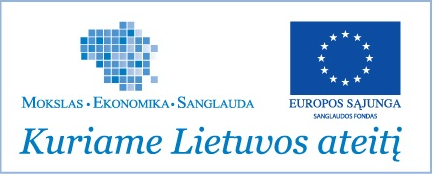 MOKSLAS • EKONOMIKA • SANGLAUDA
EUROPOS SĄJUNGA
SANGLAUDOS FONDAS
Kuriame Lietuvos ateitį